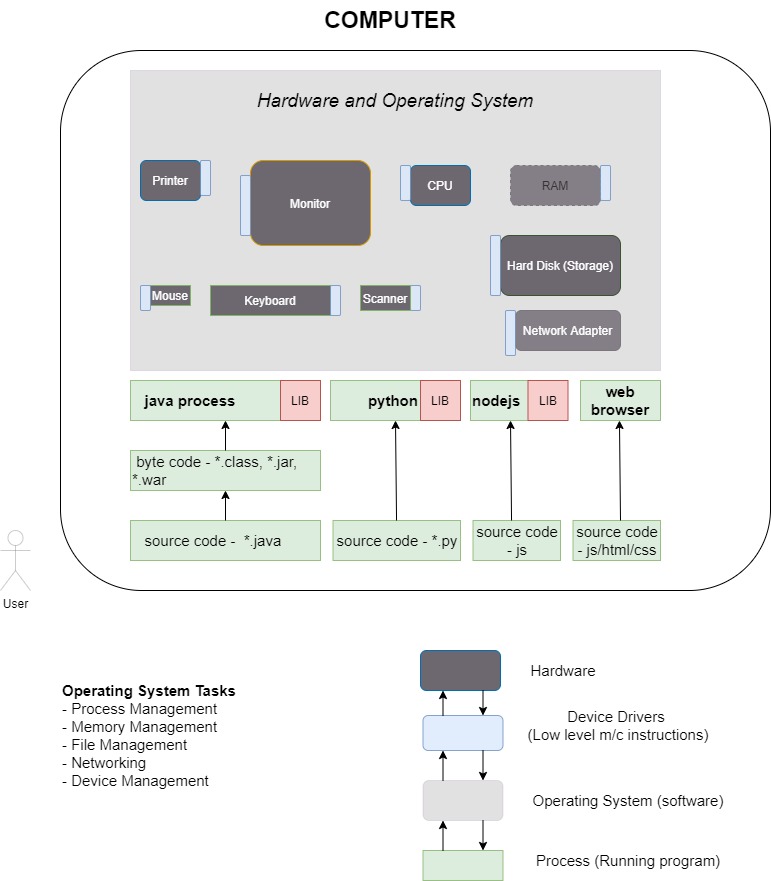 COMPUTER
Hardware and Operating System
Printer
Monitor
CPU
RAM
Hard Disk (Storage)
Mouse
Keyboard
Scanner
Network Adapter
java process
LIB
python
LIB
nodejs
LIB
web
browser
byte code - *.class, *.jar,
*.war
source code -  *.java
source code - *.py
source code
- js
source code
- js/html/css
User
Operating System Tasks
- Process Management
- Memory Management
- File Management
- Networking
- Device Management
Hardware
Device Drivers
(Low level m/c instructions)
Operating System (software)
Process (Running program)